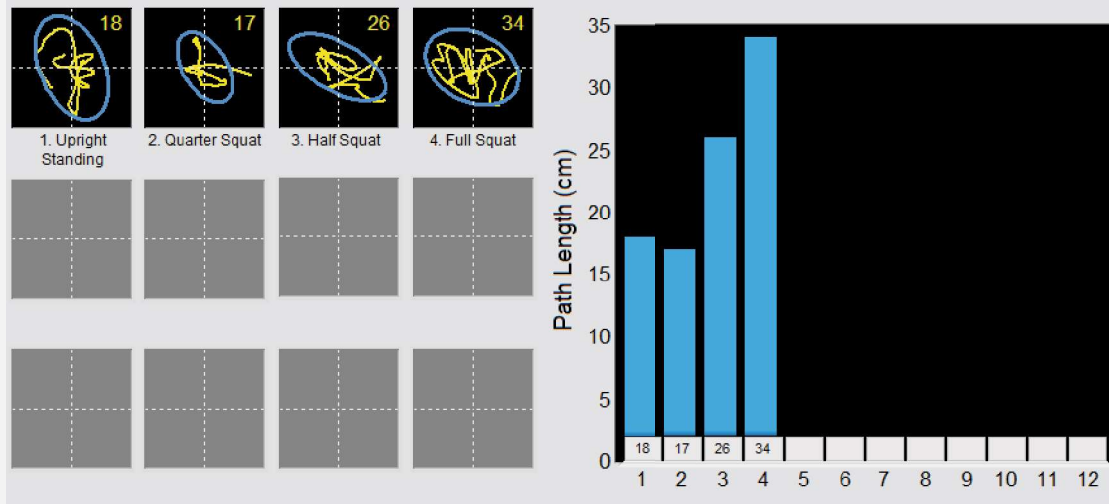 18
17
26
34
1. Upright
Standing
2. Quarter Squat
3. Half Squat
4. Full Squat
Path Length (cm)
35
30
25
20
15
10
5
0
18 17 26 34
1 2 3 4 5 6 7 8 9 10 11 12